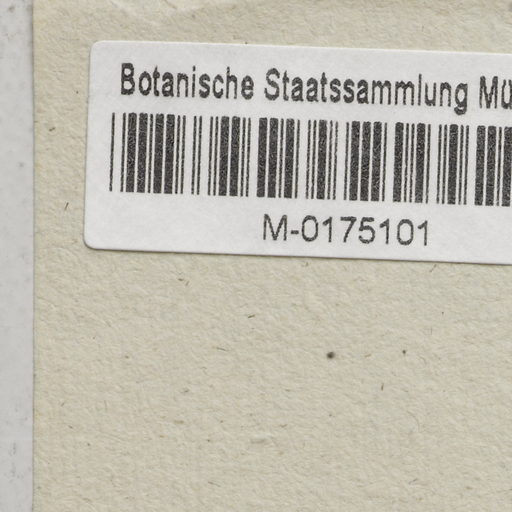 Botanische Staatssammlung Mü
M-0175101